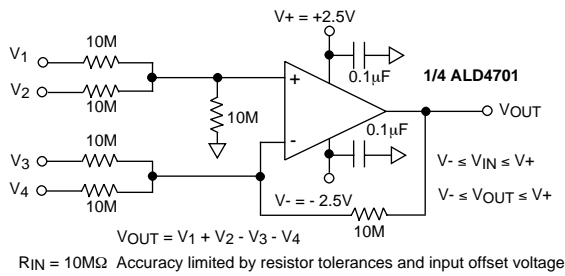 V+ = +2.5V
V1
10M
0.1µF
1/4 ALD4701
V2
10M
+
10M
0.1µF
VOUT
V3
10M
-
V- ≤ VIN ≤ V+
V4
10M
V- = - 2.5V
V- ≤ VOUT ≤ V+
10M
VOUT = V1 + V2 - V3 - V4
RIN = 10MΩ Accuracy limited by resistor tolerances and input offset voltage